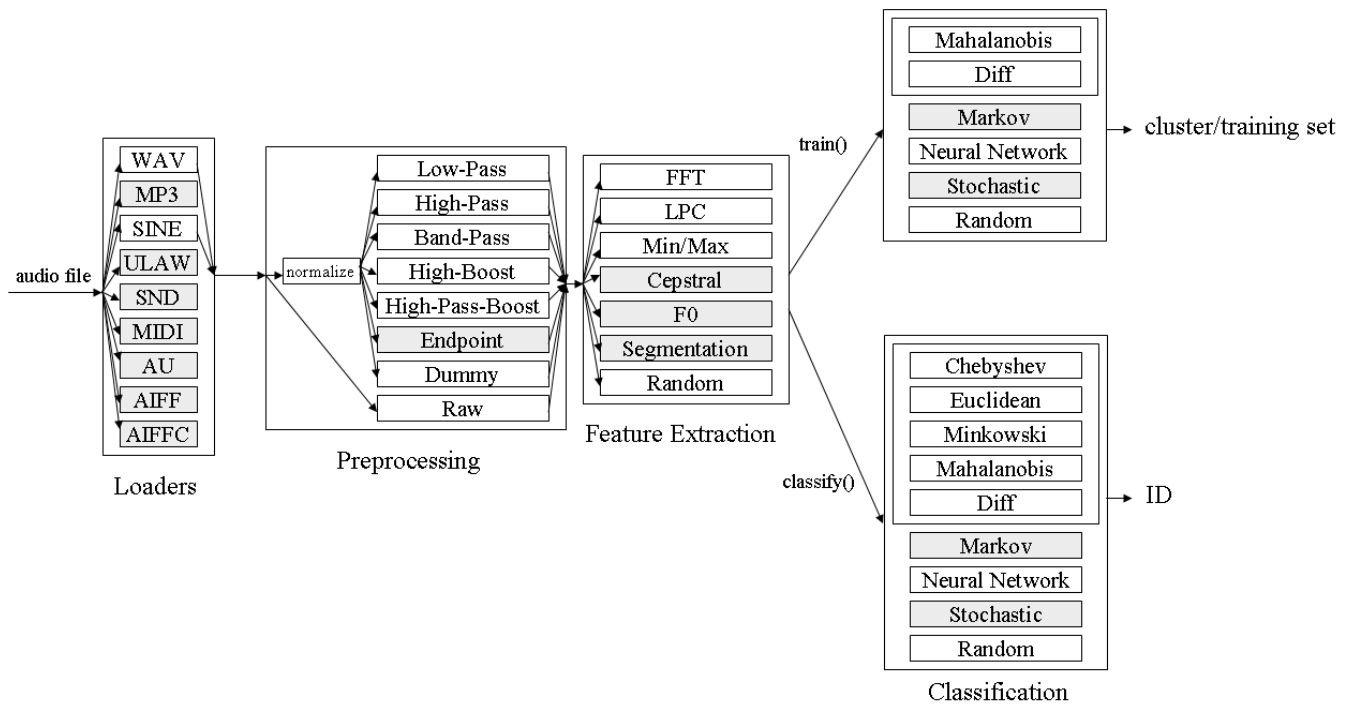 audio file
WAV
MP3
SINE
ULAW
SND
MIDI
AU
AIFF
AIFFC
Loaders
normalize
Low-Pass
High-Pass
Band-Pass
High-Boost
High-Pass-Boost
Endpoint
Dummy
Raw
Preprocessing
FFT
LPC
Min/Max
Cepstral
F0
Segmentation
Random
Feature Extraction
train()
Mahalanobis
Diff
Markov
Neural Network
Stochastic
Random
cluster/training set
classify()
Chebyshev
Euclidean
Minkowski
Mahalanobis
Diff
Markov
Neural Network
Stochastic
Random
ID
Classification